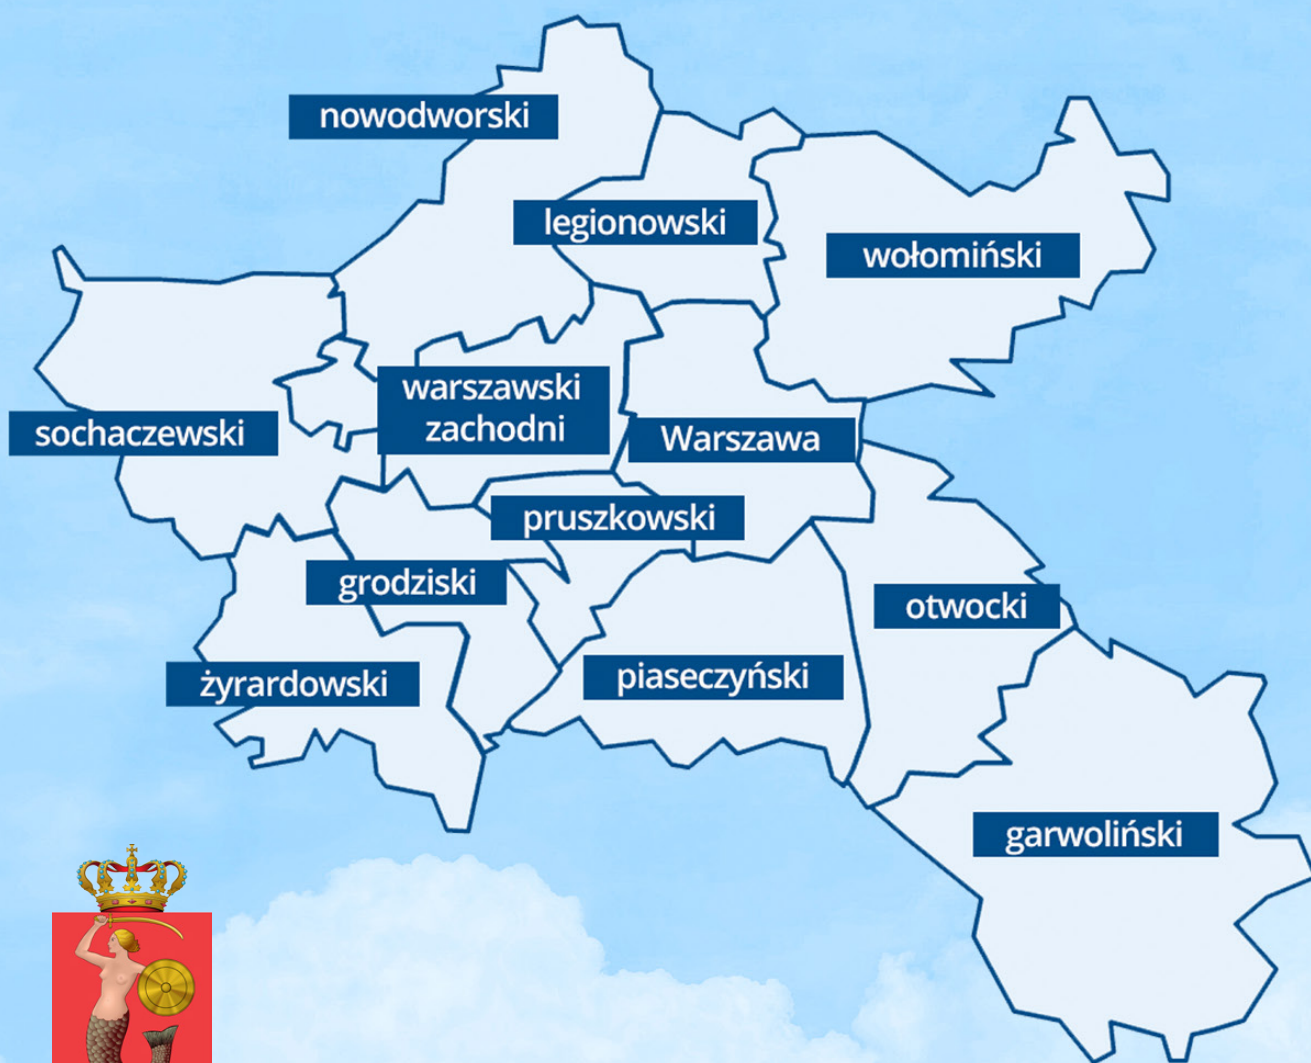 nowodworski
legionowski
wołomiński
warszawski
zachodni
sochaczewski
Warszawa
pruszkowski
grodziski
otwocki
żyrardowski
piaseczyński
garwoliński